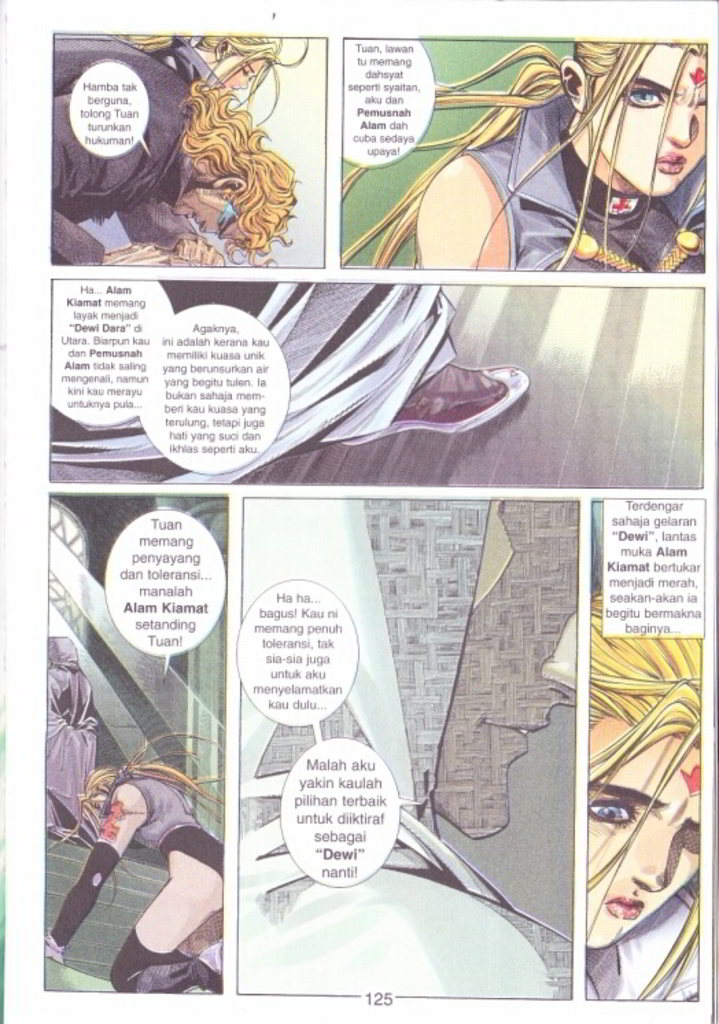 Hamba tak
berguna,
tolong Tuan
turunkan
hukuman!
Tuan, lawan
tu memang
dahsyat
seperti syaitan,
aku dan
Pemusnah
Alam dah
cuba sedaya
upaya!
Ha... Alam
Kiamat memang
layak menjadi
"Dewi Dara" di
Utara. Biarpun kau
dan Pemusnah
Alam tidak saling
mengenali, namun
kini kau merayu
untuknya pula...
Agaknya,
ini adalah kerana kau
memiliki kuasa unik
yang berunsurkan air
yang begitu tulen. Ia
bukan sahaja mem-
beri kau kuasa yang
terulung, tetapi juga
hati yang suci dan
ikhlas seperti aku.
Tuan
memang
penyayang
dan toleransi...
manalah
Alam Kiamat
setanding
Tuan!
Ha ha...
bagus! Kau ni
memang penuh
toleransi, tak
sia-sia juga
untuk aku
menyelamatkan
kau dulu...
Malah aku
yakin kaulah
pilihan terbaik
untuk diiktiraf
sebagai
"Dewi"
nanti!
Terdengar
sahaja gelaran
"Dewi", lantas
muka Alam
Kiamat bertukar
menjadi merah,
seakan-akan ia
begitu bermakna
baginya...
125